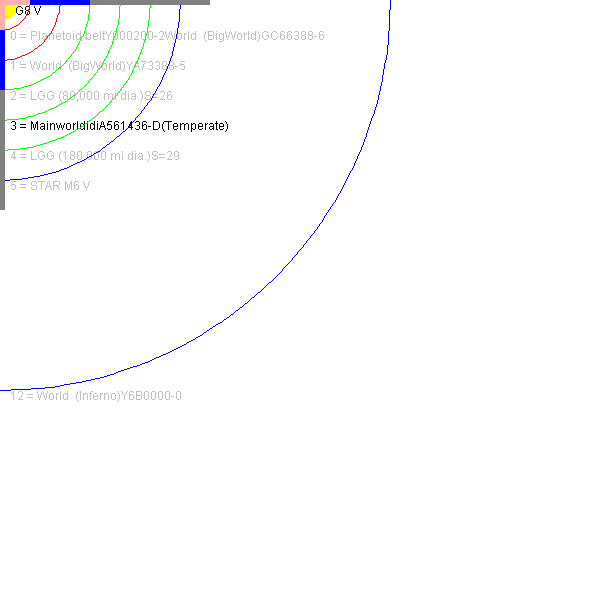 G8 V
0 = Planetoid beltY000200-2World  (BigWorld)GC66388-6
1 = World  (BigWorld)YA73388-5
2 = LGG (80,000 mi dia.)S=26
3 = MainworldIdiA561436-D(Temperate)
4 = LGG (180,000 mi dia.)S=29
5 = STAR M6 V
12 = World  (Inferno)Y6B0000-0